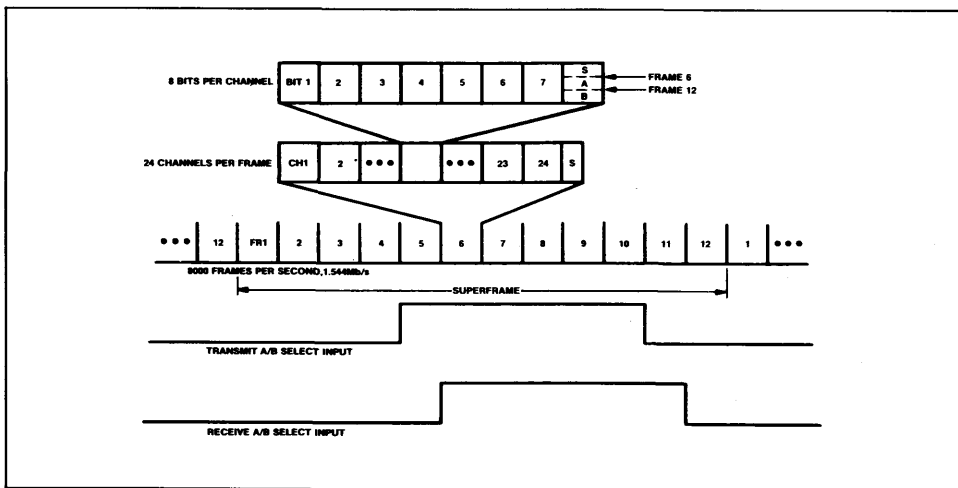 8 BITS PER CHANNEL BIT 1 2 3 4 5 6 7 S A B
FRAME 6
FRAME 12
24 CHANNELS PER FRAME CH1 2 ••• ••• 23 24 S
••• 12 FR1 2 3 4 5 6 7 8 9 10 11 12 1 •••
8000 FRAMES PER SECOND,1.544Mb/s
SUPERFRAME
TRANSMIT A/B SELECT INPUT
RECEIVE A/B SELECT INPUT